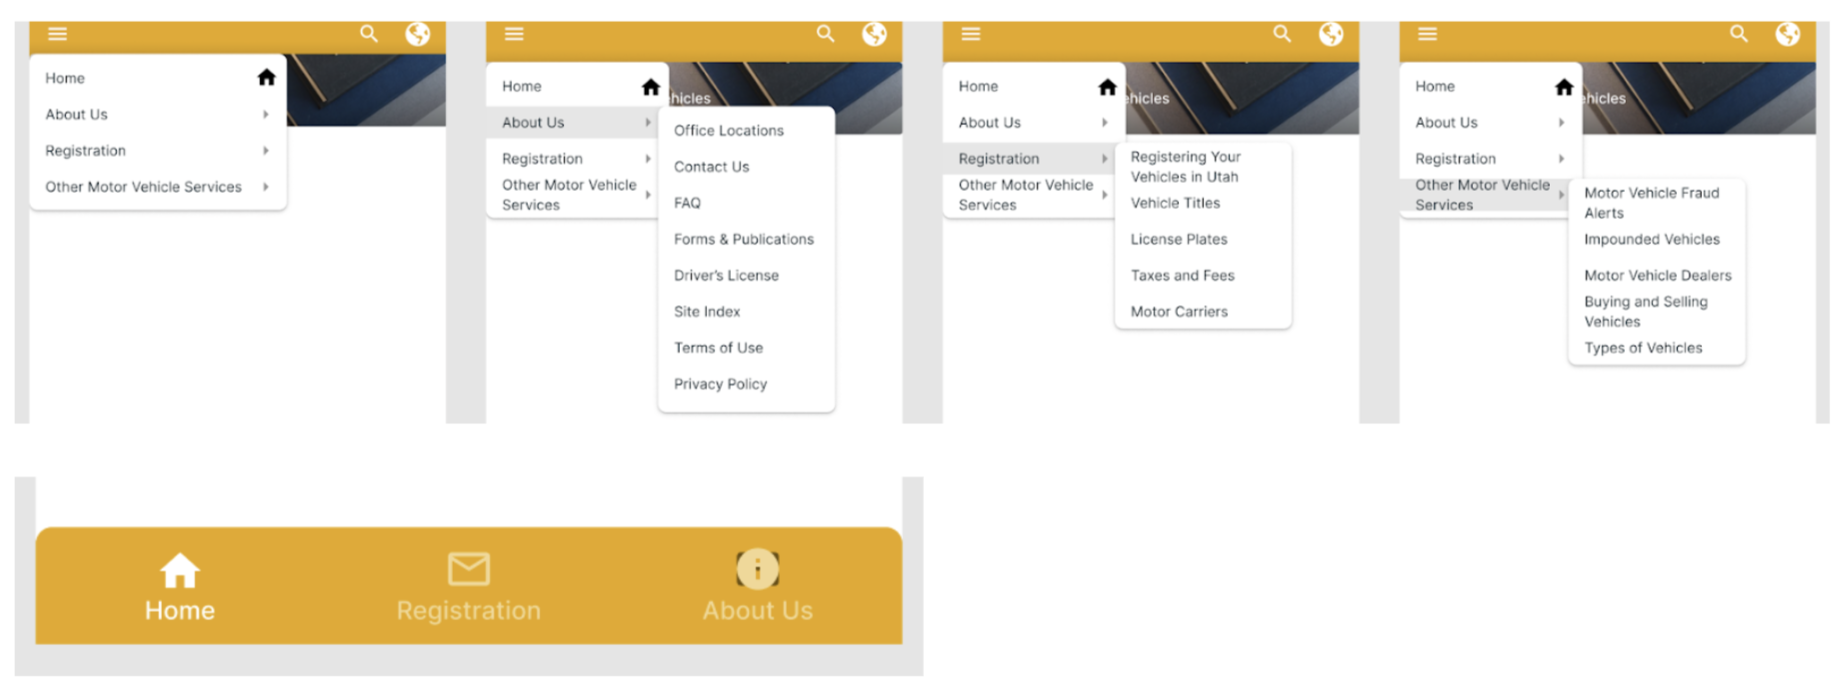 Home
About Us
Registration
Other Motor Vehicle Services
hicles
Home
About Us
Registration
Other Motor Vehicle
Services
Office Locations
Contact Us
FAQ
Forms & Publications
Driver's License
Site Index
Terms of Use
Privacy Policy
ehicles
Home
About Us
Registration
Other Motor Vehicle
Services
Registering Your
Vehicles in Utah
Vehicle Titles
License Plates
Taxes and Fees
Motor Carriers
ehicles
Home
About Us
Registration
Other Motor Vehicle
Services
Motor Vehicle Fraud
Alerts
Impounded Vehicles
Motor Vehicle Dealers
Buying and Selling
Vehicles
Types of Vehicles
Home
Registration
About Us